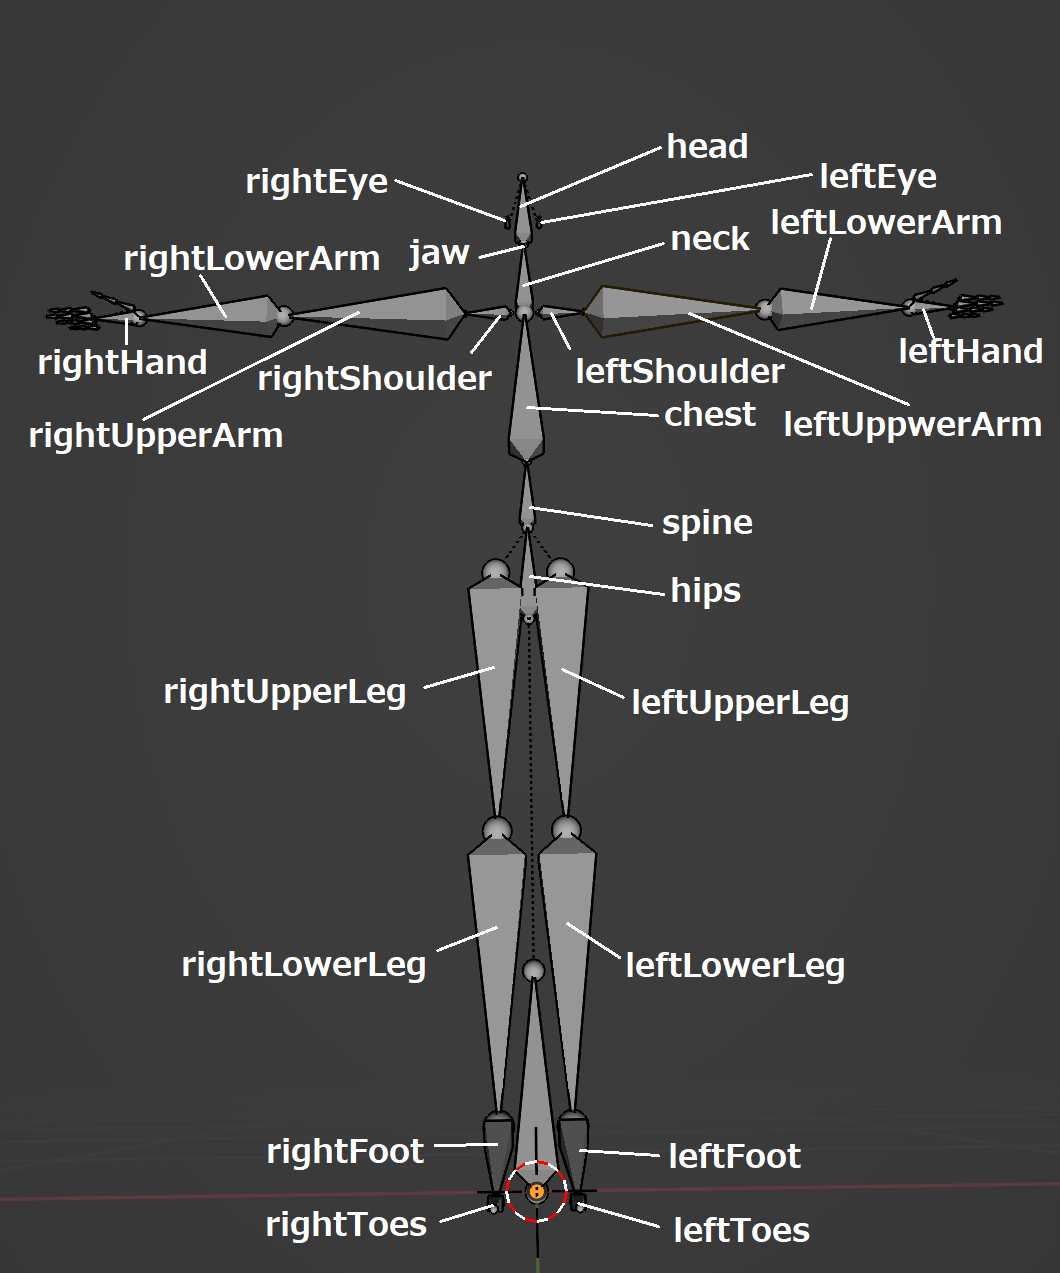 head
rightEye
leftEye
leftLowerArm
neck
jaw
rightLowerArm
rightHand
leftHand
rightShoulder
leftShoulder
chest
leftUppwerArm
rightUpperArm
spine
hips
rightUpperLeg
leftUpperLeg
rightLowerLeg
leftLowerLeg
rightFoot
leftFoot
rightToes
leftToes